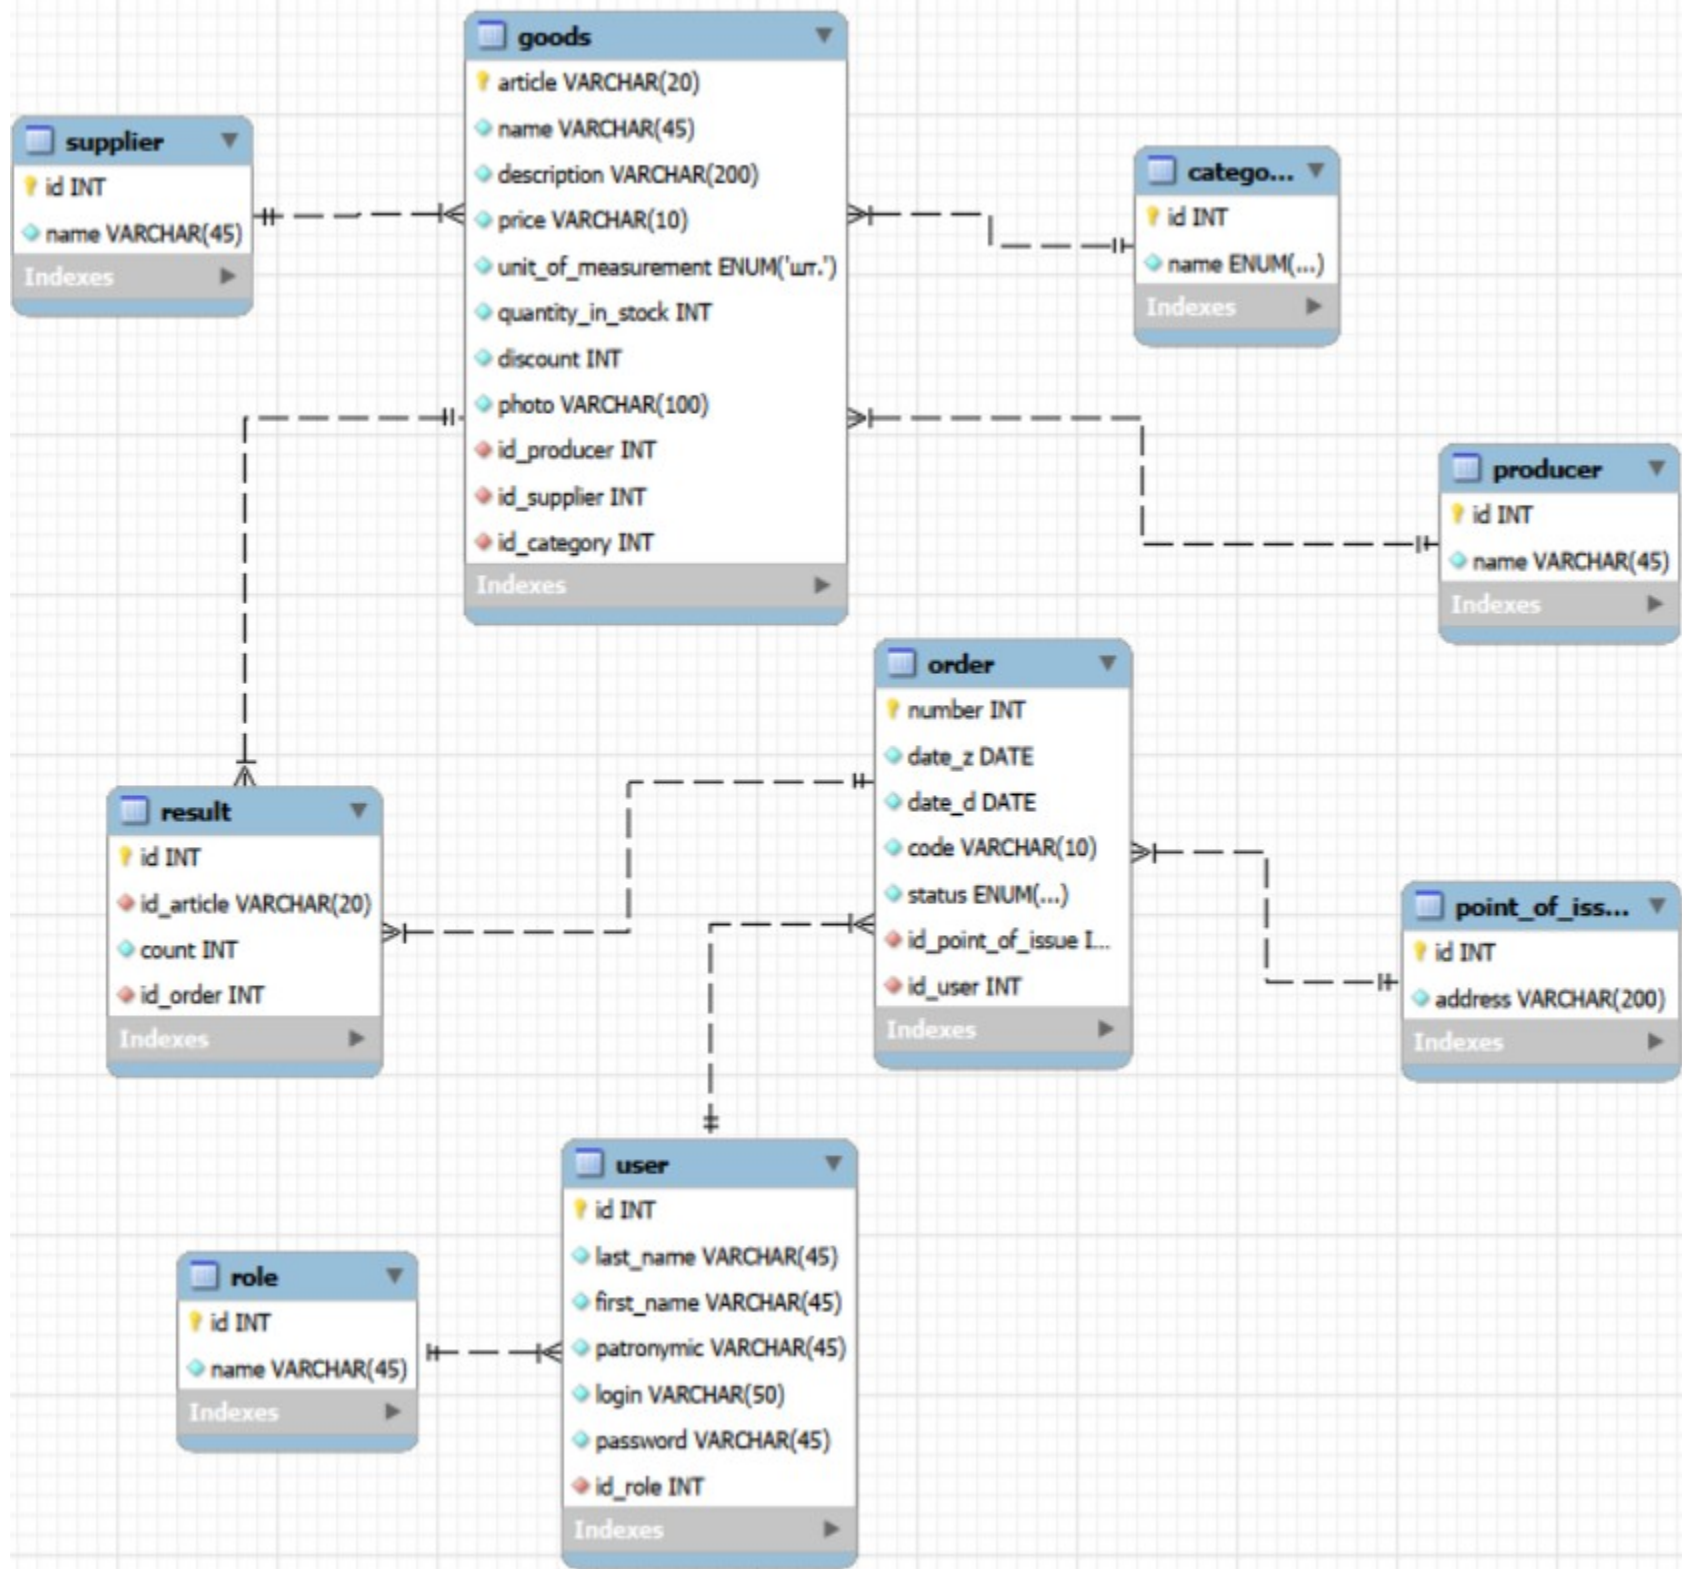 goods
article VARCHAR(20)
name VARCHAR(45)
description VARCHAR(200)
price VARCHAR(10)
unit_of_measurement ENUM('шт.')
quantity_in_stock INT
discount INT
photo VARCHAR(100)
id_producer INT
id_supplier INT
id_category INT
Indexes
supplier
id INT
name VARCHAR(45)
Indexes
catego...
id INT
name ENUM(...)
Indexes
producer
id INT
name VARCHAR(45)
Indexes
order
number INT
date_z DATE
date_d DATE
code VARCHAR(10)
status ENUM(...)
id_point_of_issue I...
id_user INT
Indexes
result
id INT
id_article VARCHAR(20)
count INT
id_order INT
Indexes
point_of_iss...
id INT
address VARCHAR(200)
Indexes
user
id INT
last_name VARCHAR(45)
first_name VARCHAR(45)
patronymic VARCHAR(45)
login VARCHAR(50)
password VARCHAR(45)
id_role INT
Indexes
role
id INT
name VARCHAR(45)
Indexes